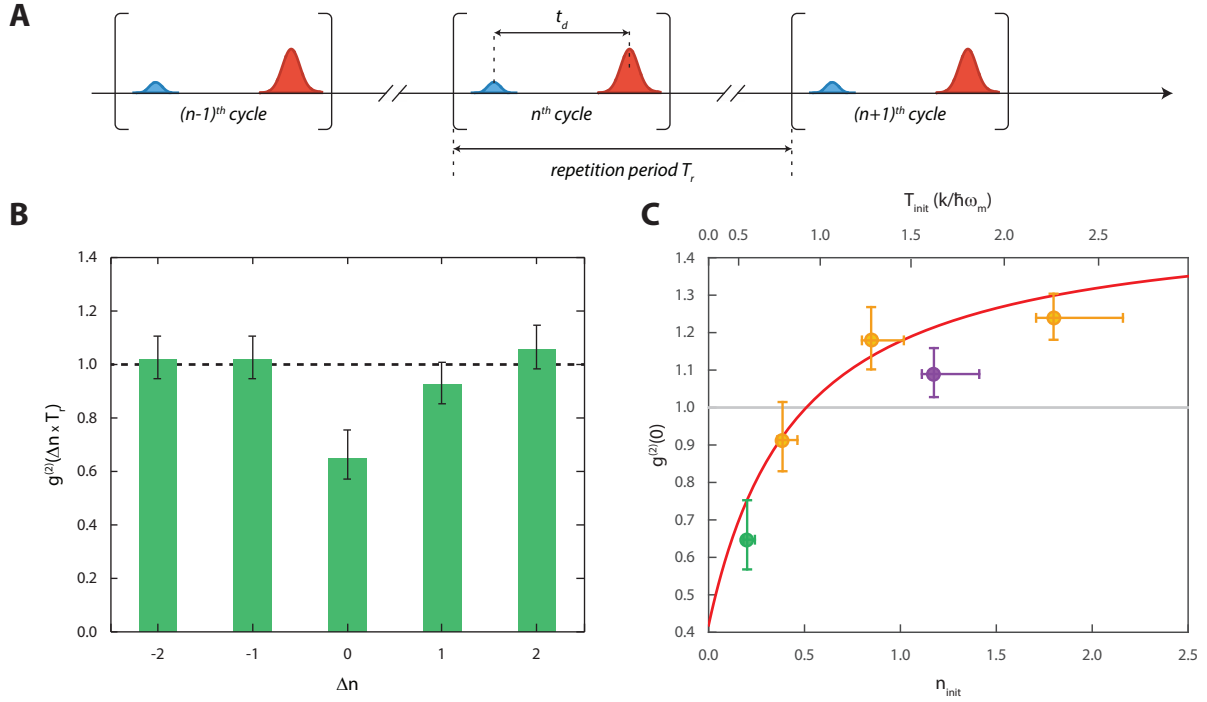 A
t_d
(n-1)^th cycle
n^th cycle
(n+1)^th cycle
repetition period T_r
B
1.4
1.2
1.0
0.8
0.6
0.4
0.2
0.0
g^(2)(Δn x T_r)
-2 -1 0 1 2
Δn
C
T_init (k/ħω_m)
0.0 0.5 1.0 1.5 2.0 2.5
1.4
1.3
1.2
1.1
1.0
0.9
0.8
0.7
0.6
0.5
0.4
g^(2)(0)
0.0 0.5 1.0 1.5 2.0 2.5
n_init